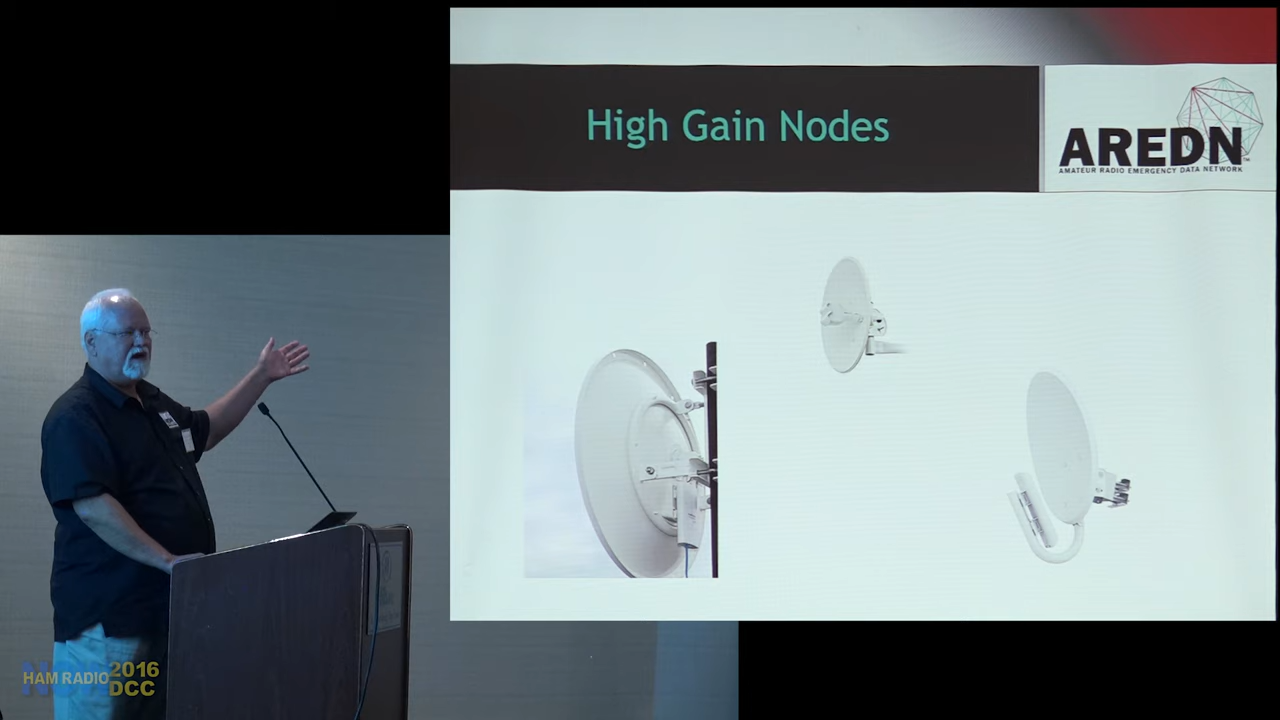 High Gain Nodes
AREDN
AMATEUR RADIO EMERGENCY DATA NETWORK
HAM RADIO 2016
DCC